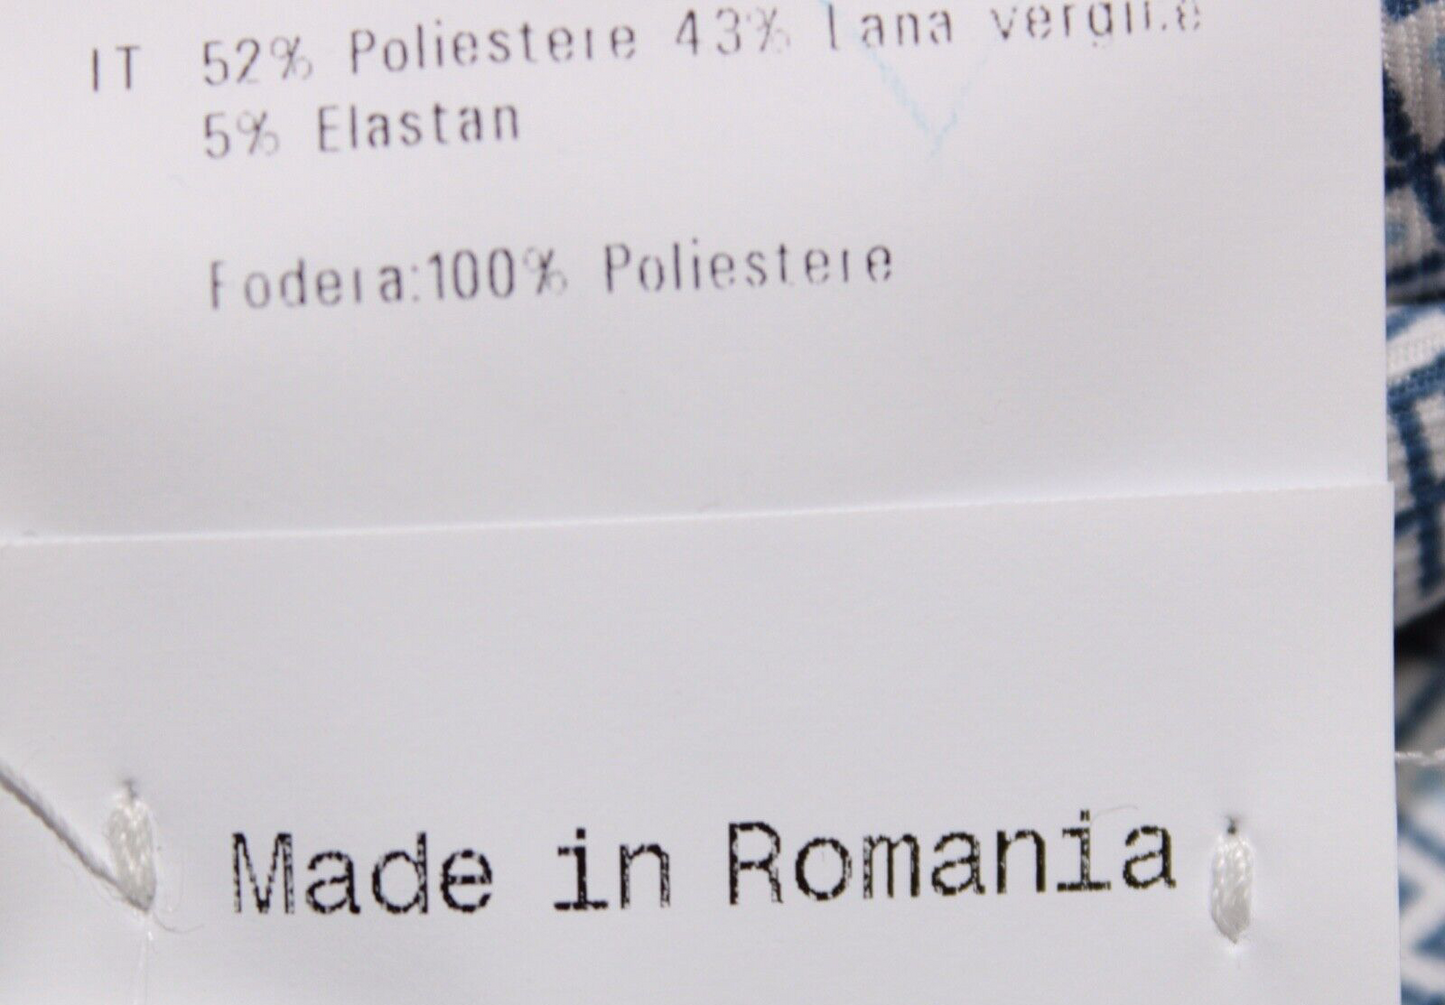 IT 52% Poliestere 43% Lana vergine
5% Elastan
Fodera:100% Poliestere
Made in Romania